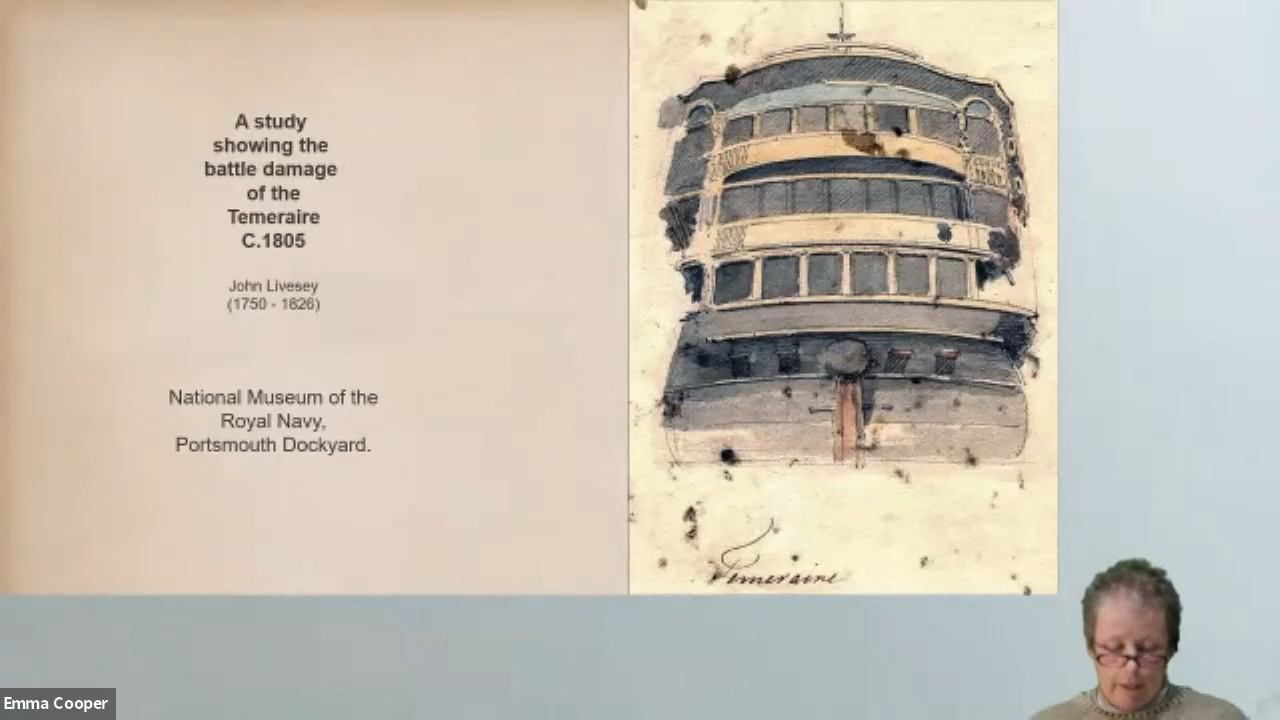 A study
showing the
battle damage
of the
Temeraire
C.1805
John Livesey
(1750 - 1826)
National Museum of the
Royal Navy,
Portsmouth Dockyard.
Temeraire
Emma Cooper